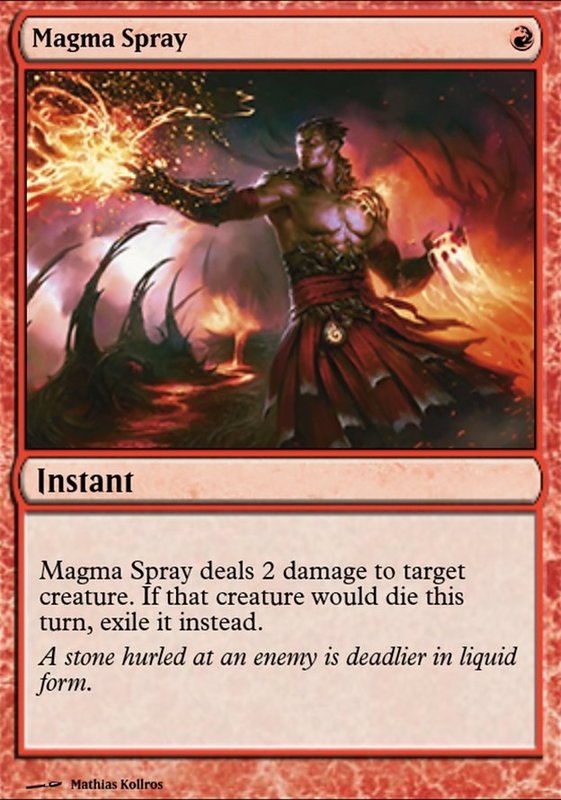 Magma Spray
Instant
Magma Spray deals 2 damage to target
creature. If that creature would die this
turn, exile it instead.
A stone hurled at an enemy is deadlier in liquid
form.
Mathias Kollros